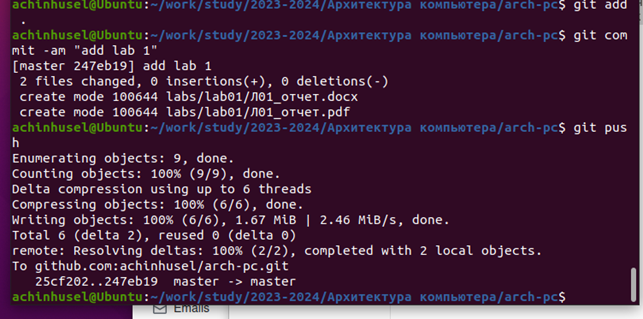 achinhusel@Ubuntu:~/work/study/2023-2024/Архитектура компьютера/arch-pc$ git add
.
achinhusel@Ubuntu:~/work/study/2023-2024/Архитектура компьютера/arch-pc$ git com
mit -am "add lab 1"
[master 247eb19] add lab 1
2 files changed, 0 insertions(+), 0 deletions(-)
create mode 100644 labs/lab01/Л01_отчет.docx
create mode 100644 labs/lab01/Л01_отчет.pdf
achinhusel@Ubuntu:~/work/study/2023-2024/Архитектура компьютера/arch-pc$ git pus
h
Enumerating objects: 9, done.
Counting objects: 100% (9/9), done.
Delta compression using up to 6 threads
Compressing objects: 100% (6/6), done.
Writing objects: 100% (6/6), 1.67 MiB | 2.46 MiB/s, done.
Total 6 (delta 2), reused 0 (delta 0)
remote: Resolving deltas: 100% (2/2), completed with 2 local objects.
To github.com:achinhusel/arch-pc.git
25cf202..247eb19  master -> master
achinhusel@Ubuntu:~/work/study/2023-2024/Архитектура компьютера/arch-pc$
Emails